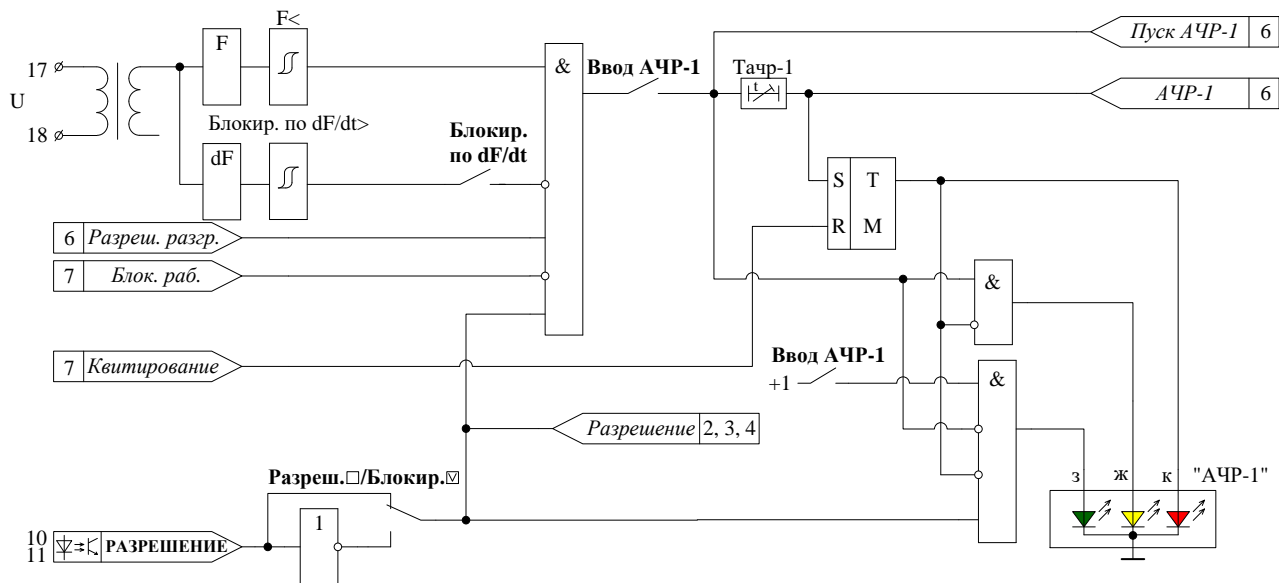 F<
F
Пуск АЧР-1 6
&
Ввод АЧР-1
Тачр-1
17
t
АЧР-1 6
U
Блокир. по dF/dt>
18
Блокир.
по dF/dt
dF
S T
R M
6 Разреш. разгр.
7 Блок. раб.
&
Ввод АЧР-1
7 Квитирование
+1
&
Разрешение 2, 3, 4
Разреш.□/Блокир.☑
з ж к "АЧР-1"
1
10
11
РАЗРЕШЕНИЕ